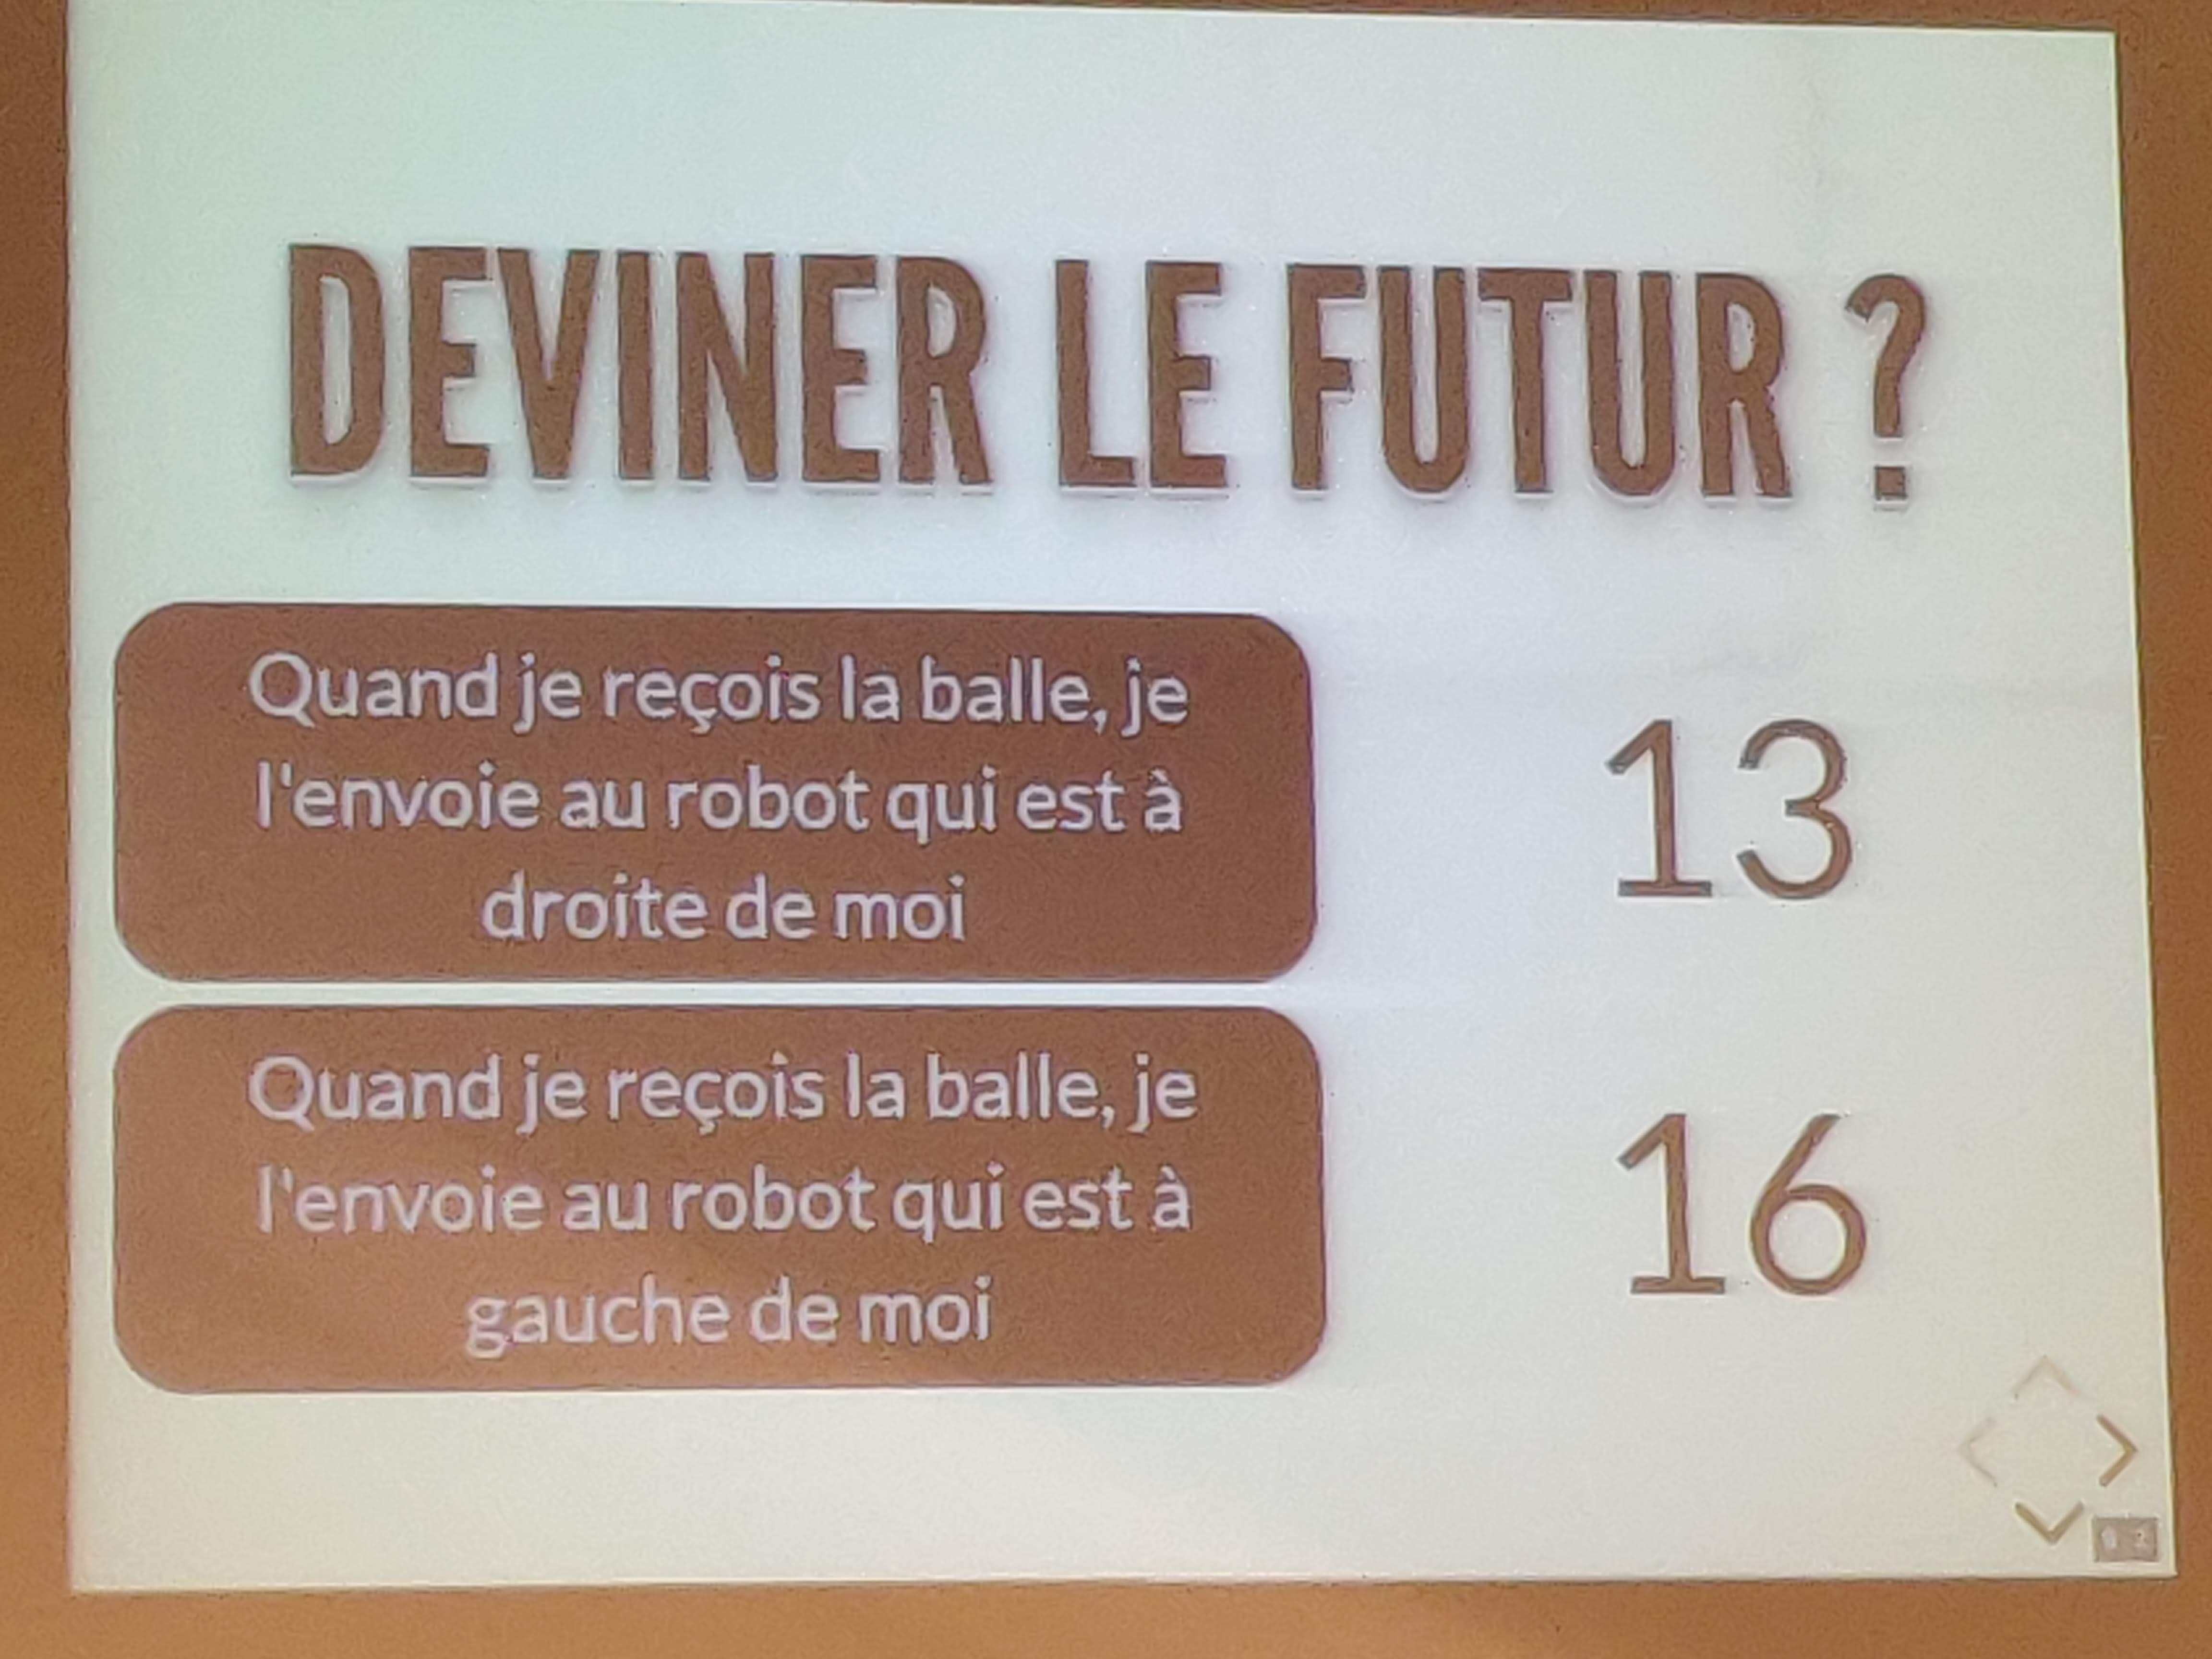 DEVINER LE FUTUR ?
Quand je reçois la balle, je
l'envoie au robot qui est à
droite de moi
13
Quand je reçois la balle, je
l'envoie au robot qui est à
gauche de moi
16